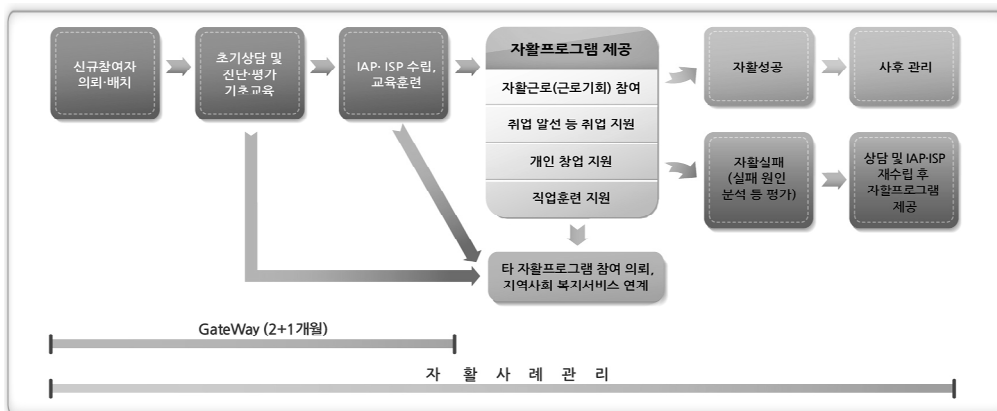 신규참여자
의뢰·배치
초기상담 및
진단·평가
기초교육
IAP· ISP 수립,
교육훈련
자활프로그램 제공
자활근로(근로기회) 참여
취업 알선 등 취업 지원
개인 창업 지원
직업훈련 지원
자활성공
사후 관리
자활실패
(실패 원인
분석 등 평가)
상담 및 IAP·ISP
재수립 후
자활프로그램
제공
타 자활프로그램 참여 의뢰,
지역사회 복지서비스 연계
GateWay (2+1개월)
자 활 사 례 관 리